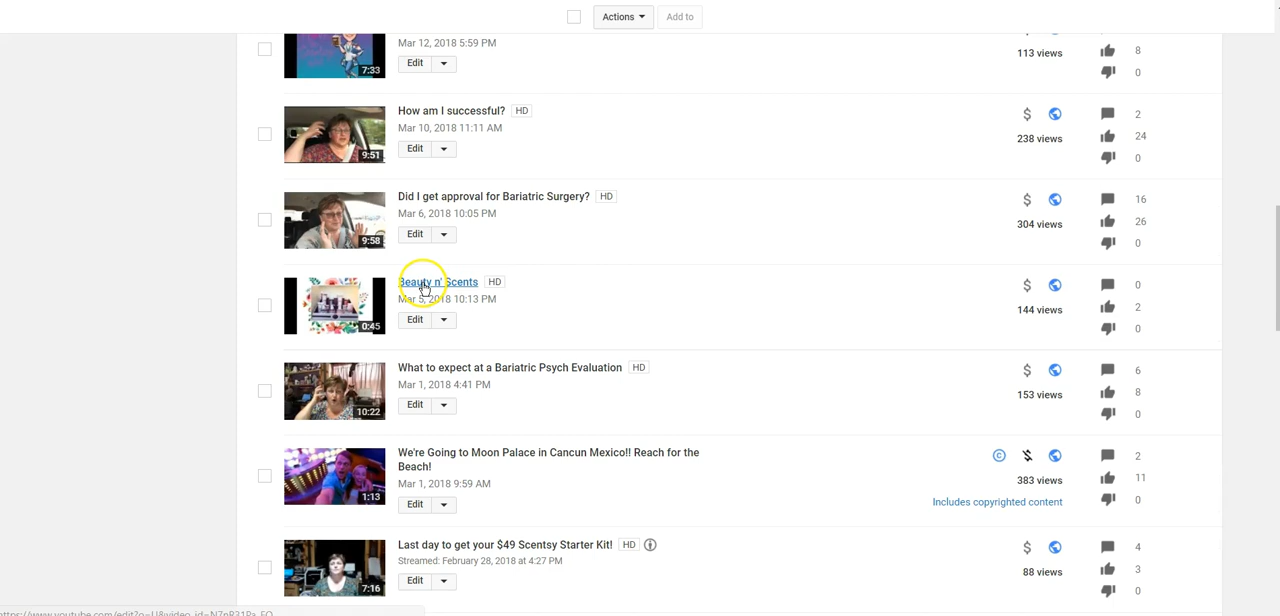 Actions Add to
Mar 12, 2018 5:59 PM
113 views
8
7:33
Edit
0
How am I successful? HD
2
Mar 10, 2018 11:11 AM
238 views
24
9:51
Edit
0
Did I get approval for Bariatric Surgery? HD
16
Mar 6, 2018 10:05 PM
304 views
26
9:58
Edit
0
Beauty n' Scents HD
0
Mar 5, 2018 10:13 PM
144 views
2
0:45
Edit
0
What to expect at a Bariatric Psych Evaluation HD
6
Mar 1, 2018 4:41 PM
153 views
8
10:22
Edit
0
We're Going to Moon Palace in Cancun Mexico!! Reach for the
Beach!
2
Mar 1, 2018 9:59 AM
383 views
11
1:13
Edit
Includes copyrighted content
0
Last day to get your $49 Scentsy Starter Kit! HD
4
Streamed: February 28, 2018 at 4:27 PM
88 views
3
7:16
Edit
0